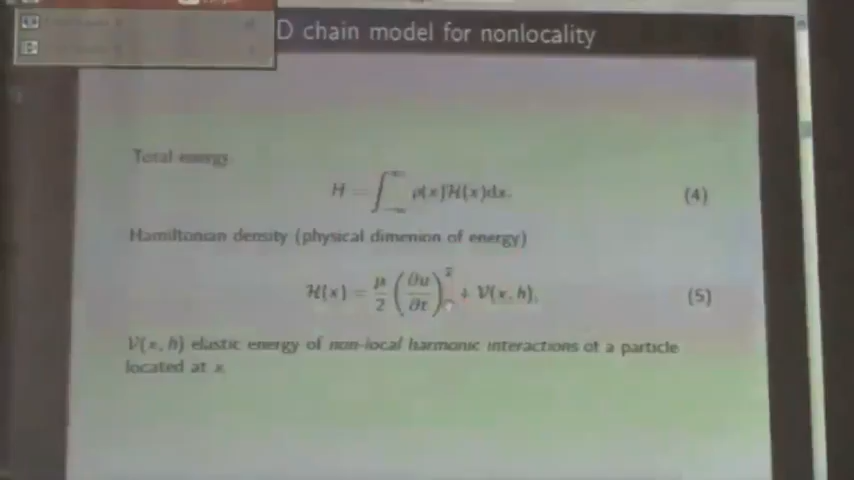 D chain model for nonlocality
Total energy
H = ∫_{-∞}^{∞} ρ(x)ℋ(x)dx, (4)
Hamiltonian density (physical dimenion of energy)
ℋ(x) = μ/2 (∂u/∂t)² + 𝒱(x, h), (5)
𝒱(x, h) elastic energy of non-local harmonic interactions of a particle
located at x